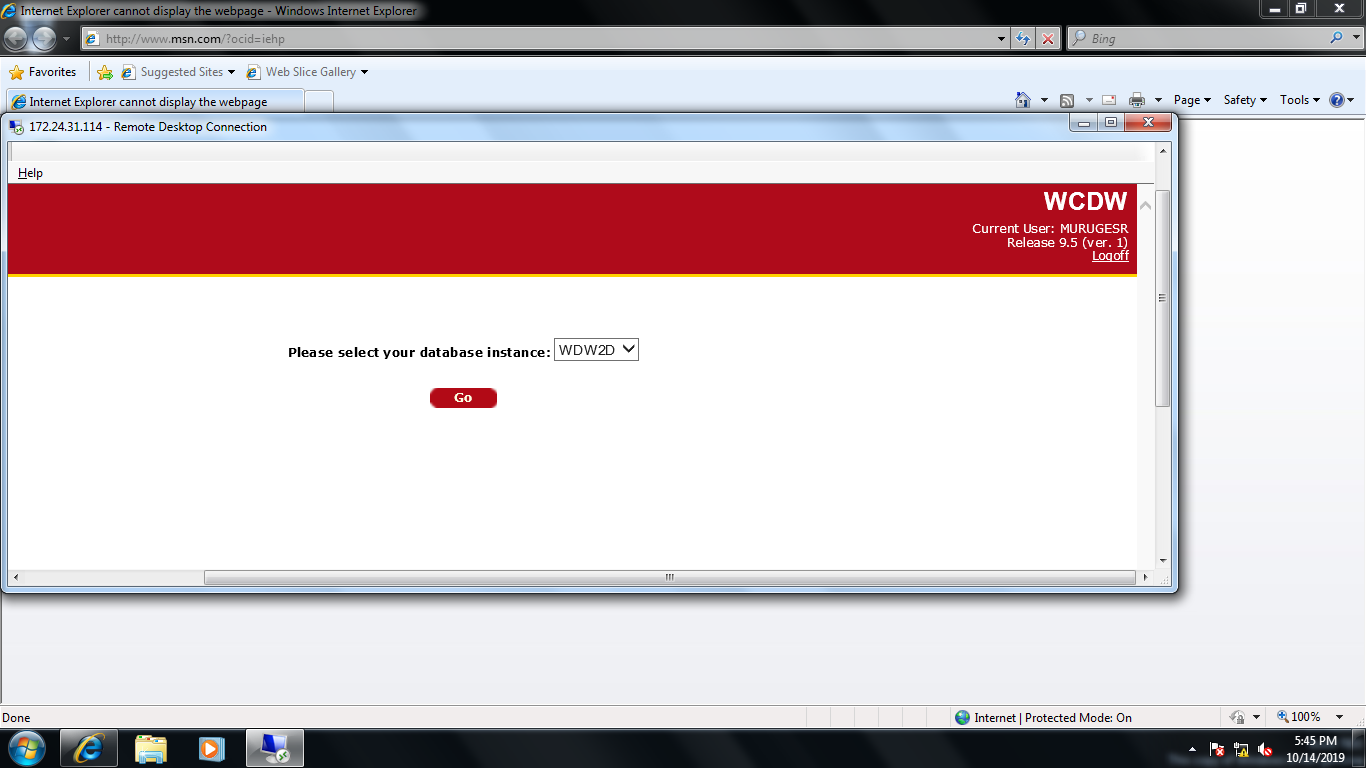 Internet Explorer cannot display the webpage - Windows Internet Explorer
http://www.msn.com/?ocid=iehp
Bing
Favorites
Suggested Sites
Web Slice Gallery
Internet Explorer cannot display the webpage
Page
Safety
Tools
172.24.31.114 - Remote Desktop Connection
Help
WCDW
Current User: MURUGESR
Release 9.5 (ver. 1)
Logoff
Please select your database instance: WDW2D
Go
Done
Internet | Protected Mode: On
100%
5:45 PM
10/14/2019